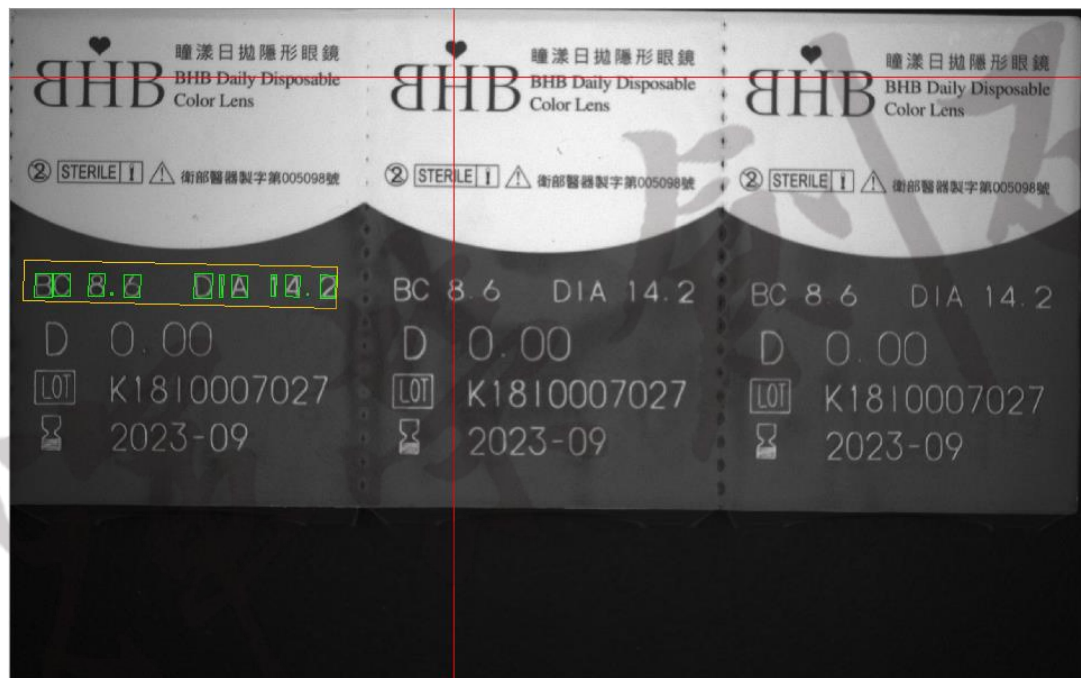 BHB
瞳漾日拋隱形眼鏡
BHB Daily Disposable
Color Lens
② STERILE I 衛部醫器製字第005098號
BC 8.6 DIA 14.2
D 0.00
LOT K18I0007027
2023-09
BHB
瞳漾日拋隱形眼鏡
BHB Daily Disposable
Color Lens
② STERILE I 衛部醫器製字第005098號
BC 8.6 DIA 14.2
D 0.00
LOT K18I0007027
2023-09
BHB
瞳漾日拋隱形眼鏡
BHB Daily Disposable
Color Lens
② STERILE I 衛部醫器製字第005098號
BC 8.6 DIA 14.2
D 0.00
LOT K18I0007027
2023-09